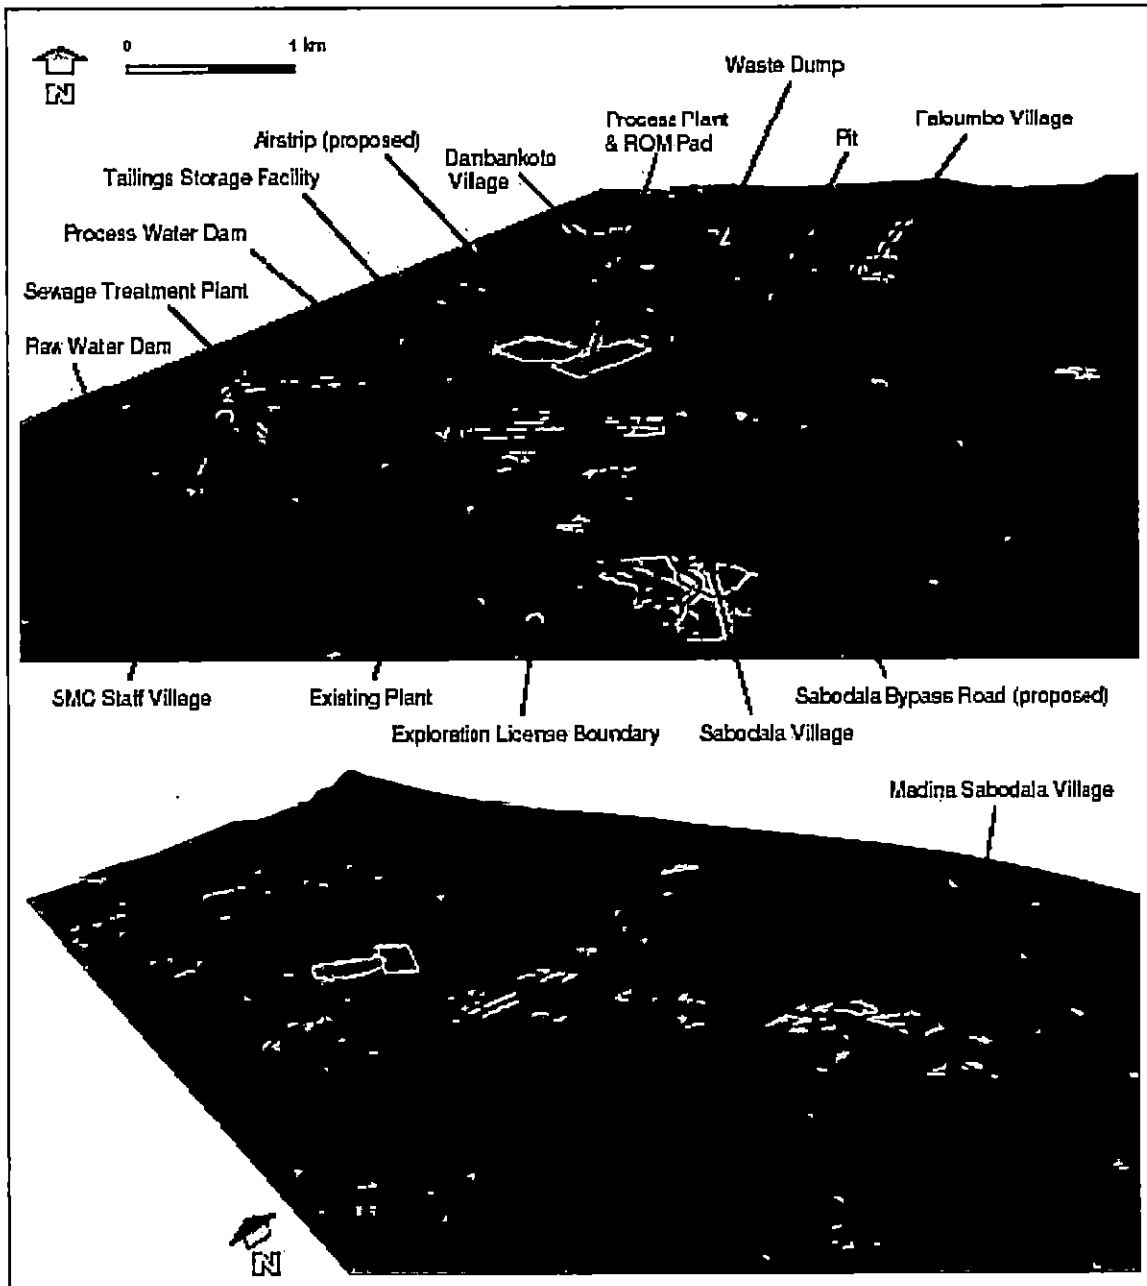 0 1 km
N
Waste Dump
Process Plant
& ROM Pad
Faloumbo Village
Pit
Airstrip (proposed)
Danbankoto
Village
Tailings Storage Facility
Process Water Dam
Sewage Treatment Plant
Raw Water Dam
SMC Staff Village
Existing Plant
Sabodala Bypass Road (proposed)
Exploration License Boundary
Sabodala Village
Madina Sabodala Village
N